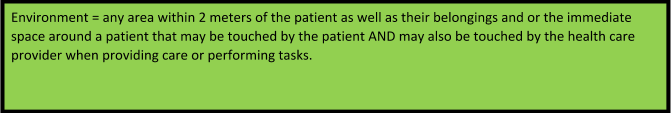 Environment = any area within 2 meters of the patient as well as their belongings and or the immediate
space around a patient that may be touched by the patient AND may also be touched by the health care
provider when providing care or performing tasks.